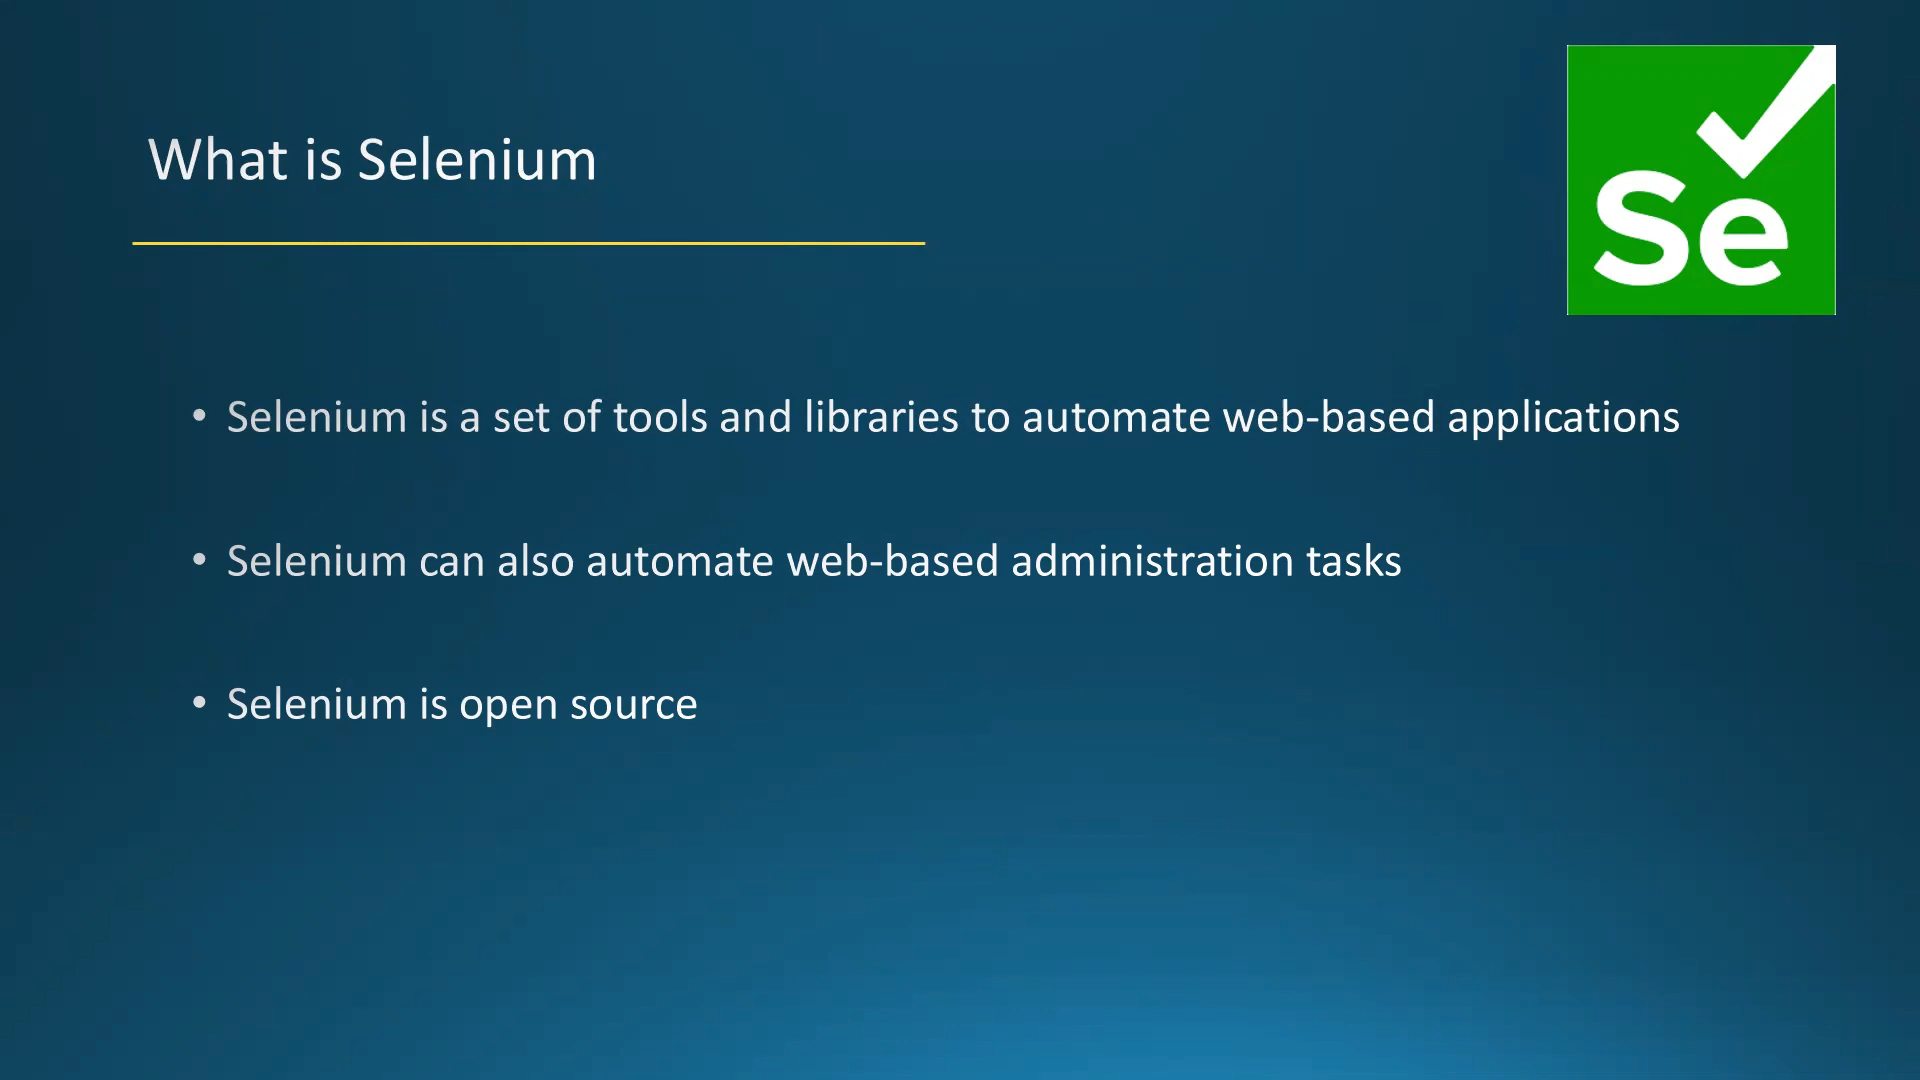 What is Selenium
Se
• Selenium is a set of tools and libraries to automate web-based applications
• Selenium can also automate web-based administration tasks
• Selenium is open source